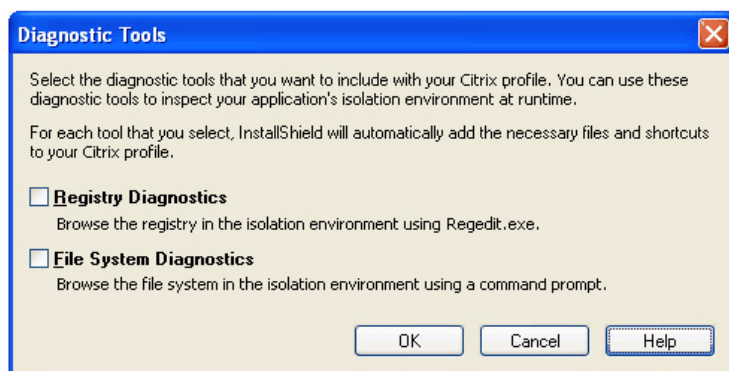 Diagnostic Tools
Select the diagnostic tools that you want to include with your Citrix profile. You can use these
diagnostic tools to inspect your application's isolation environment at runtime.
For each tool that you select, InstallShield will automatically add the necessary files and shortcuts
to your Citrix profile.
Registry Diagnostics
Browse the registry in the isolation environment using Regedit.exe.
File System Diagnostics
Browse the file system in the isolation environment using a command prompt.
OK Cancel Help